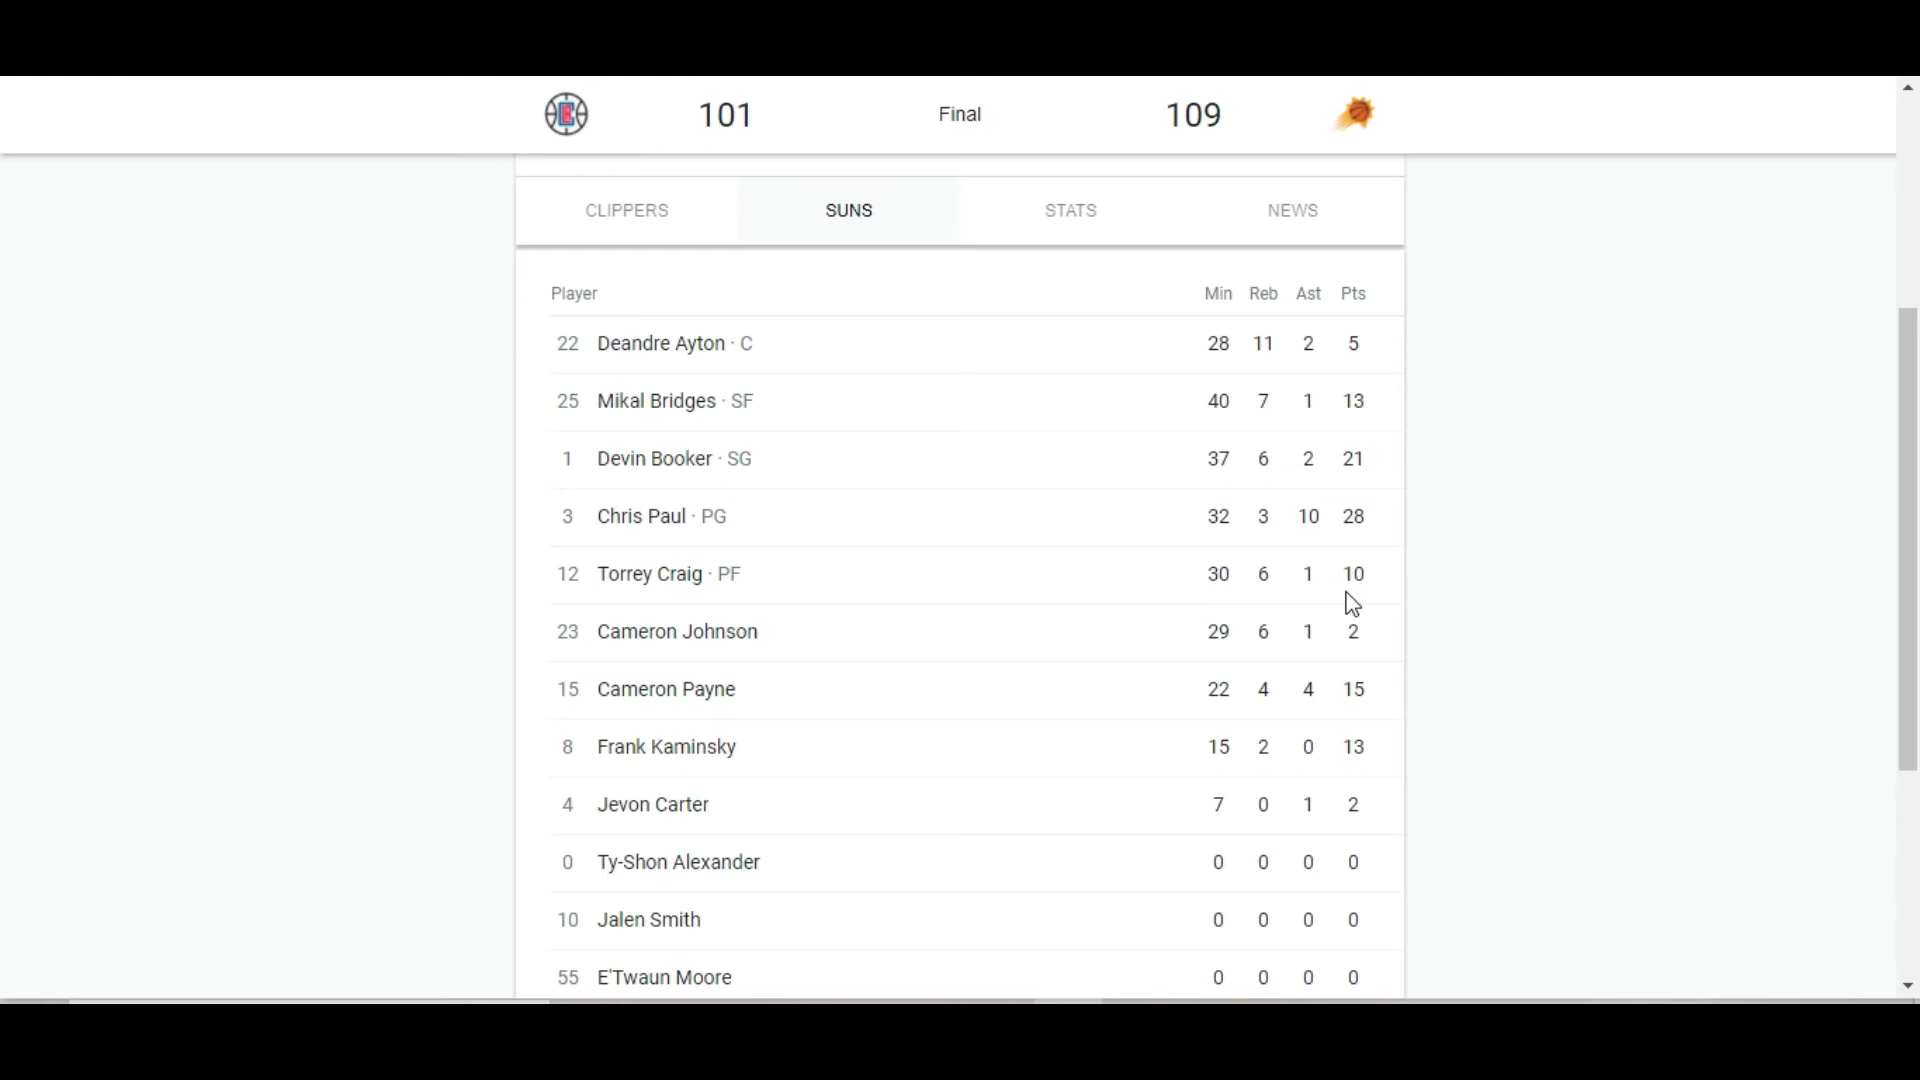 101 Final 109
CLIPPERS SUNS STATS NEWS
Player Min Reb Ast Pts
22 Deandre Ayton · C 28 11 2 5
25 Mikal Bridges · SF 40 7 1 13
1 Devin Booker · SG 37 6 2 21
3 Chris Paul · PG 32 3 10 28
12 Torrey Craig · PF 30 6 1 10
23 Cameron Johnson 29 6 1 2
15 Cameron Payne 22 4 4 15
8 Frank Kaminsky 15 2 0 13
4 Jevon Carter 7 0 1 2
0 Ty-Shon Alexander 0 0 0 0
10 Jalen Smith 0 0 0 0
55 E'Twaun Moore 0 0 0 0